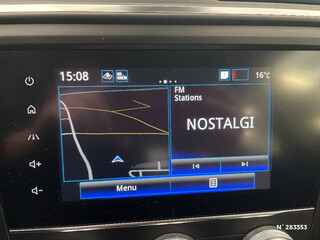 15:08
16°C
FM
Stations
NOSTALGI
Menu
N° 283353